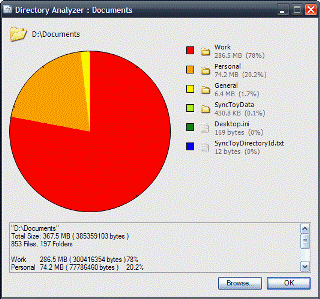 Directory Analyzer : Documents
D:\Documents
Work
286.5 MB (78%)
Personal
74.2 MB (20.2%)
General
6.4 MB (1.7%)
SyncToyData
430.8 KB (0.1%)
Desktop.ini
169 bytes (0%)
SyncToyDirectoryId.txt
12 bytes (0%)
"D:\Documents"
Total Size: 367.5 MB ( 385359103 bytes )
853 Files, 197 Folders
Work 286.5 MB ( 300416354 bytes )78%
Personal 74.2 MB ( 77786460 bytes ) 20.2%
Browse...
OK